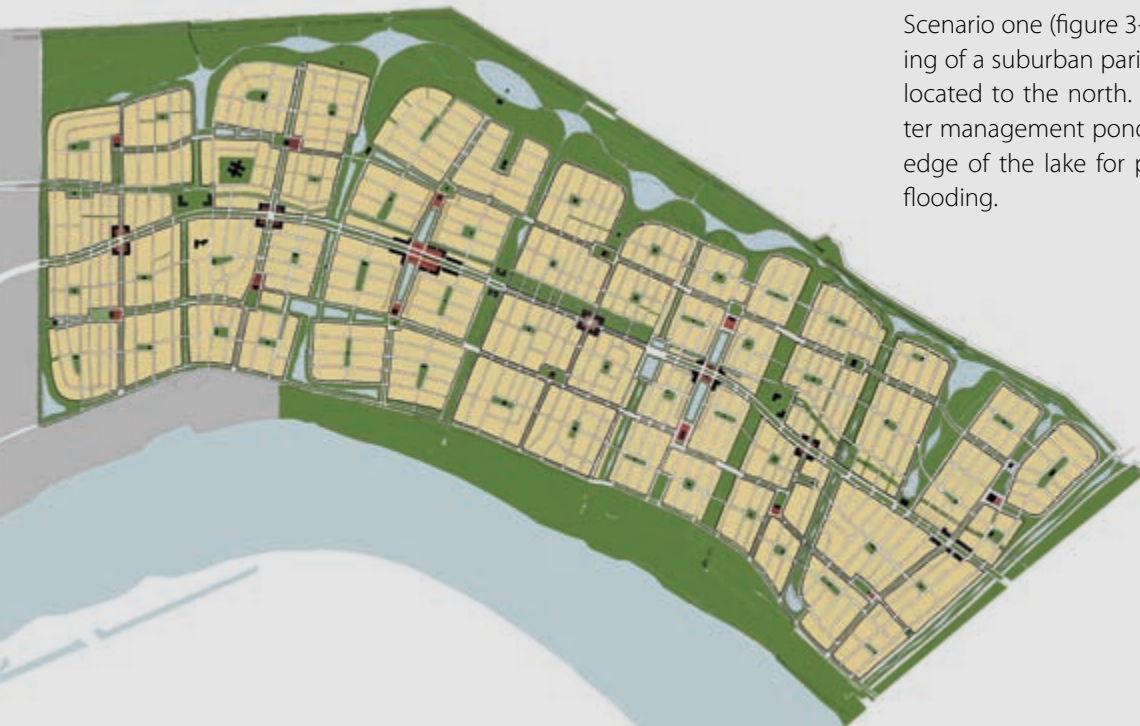 Scenario one (figure 3-
ing of a suburban pari
located to the north.
ter management pond
edge of the lake for p
flooding.